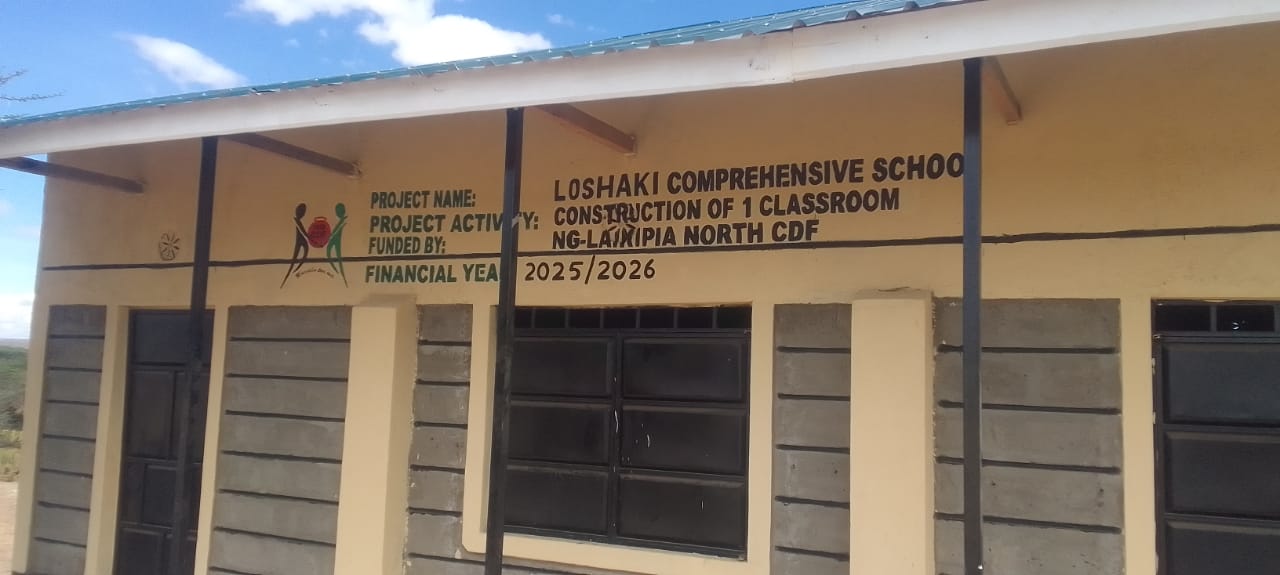 PROJECT NAME: LOSHAKI COMPREHENSIVE SCHOO
PROJECT ACTIVITY: CONSTRUCTION OF 1 CLASSROOM
FUNDED BY: NG-LAIKIPIA NORTH CDF
FINANCIAL YEA 2025/2026